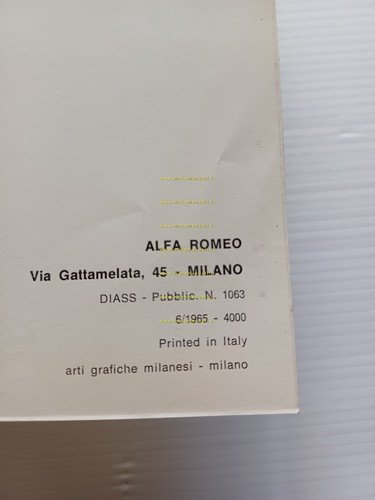 ALFA ROMEO
Via Gattamelata, 45 - MILANO
DIASS - Pubblic. N. 1063
6/1965 - 4000
Printed in Italy
arti grafiche milanesi - milano